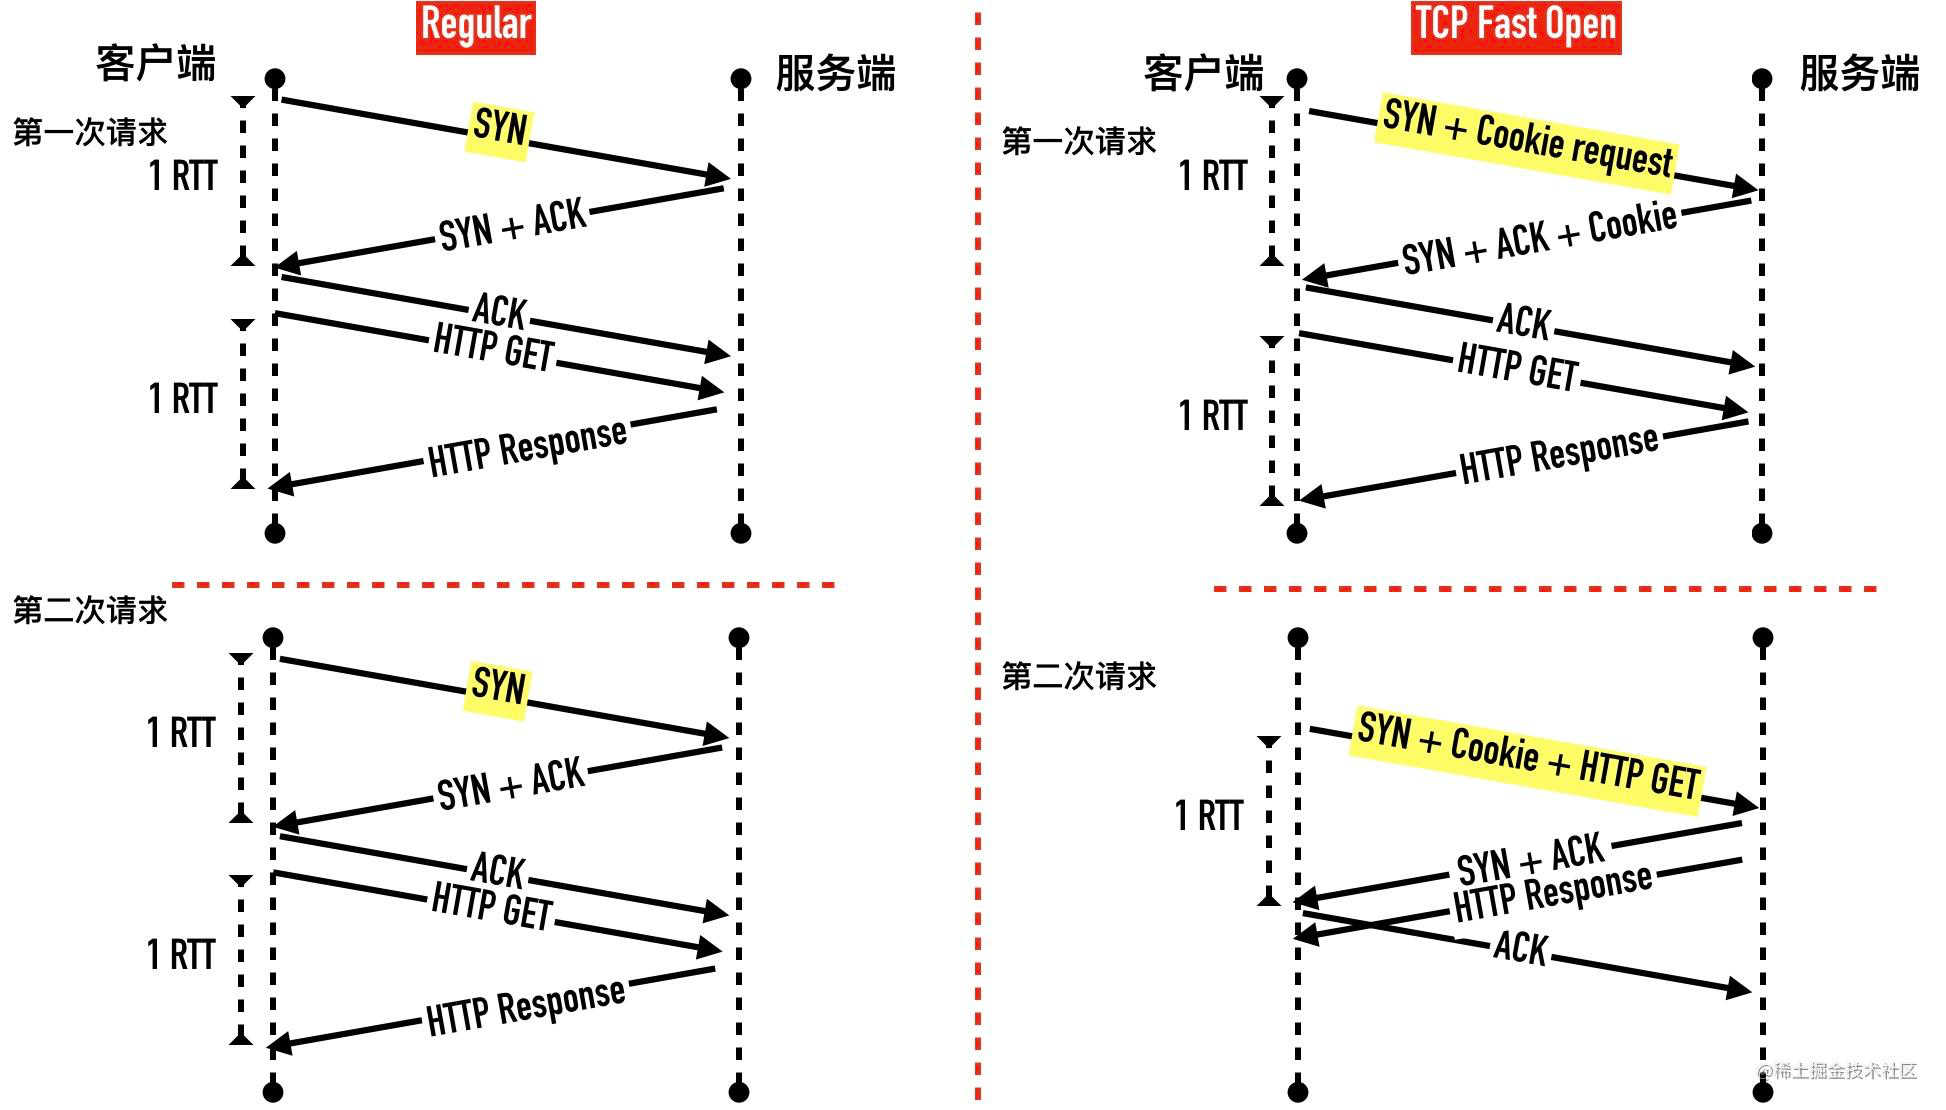 Regular
客户端
服务端
第一次请求
1 RTT
SYN
SYN + ACK
ACK
HTTP GET
1 RTT
HTTP Response
第二次请求
1 RTT
SYN
SYN + ACK
ACK
HTTP GET
1 RTT
HTTP Response
TCP Fast Open
客户端
服务端
第一次请求
1 RTT
SYN + Cookie request
SYN + ACK + Cookie
ACK
HTTP GET
1 RTT
HTTP Response
第二次请求
SYN + Cookie + HTTP GET
1 RTT
SYN + ACK
HTTP Response
ACK
@稀土掘金技术社区